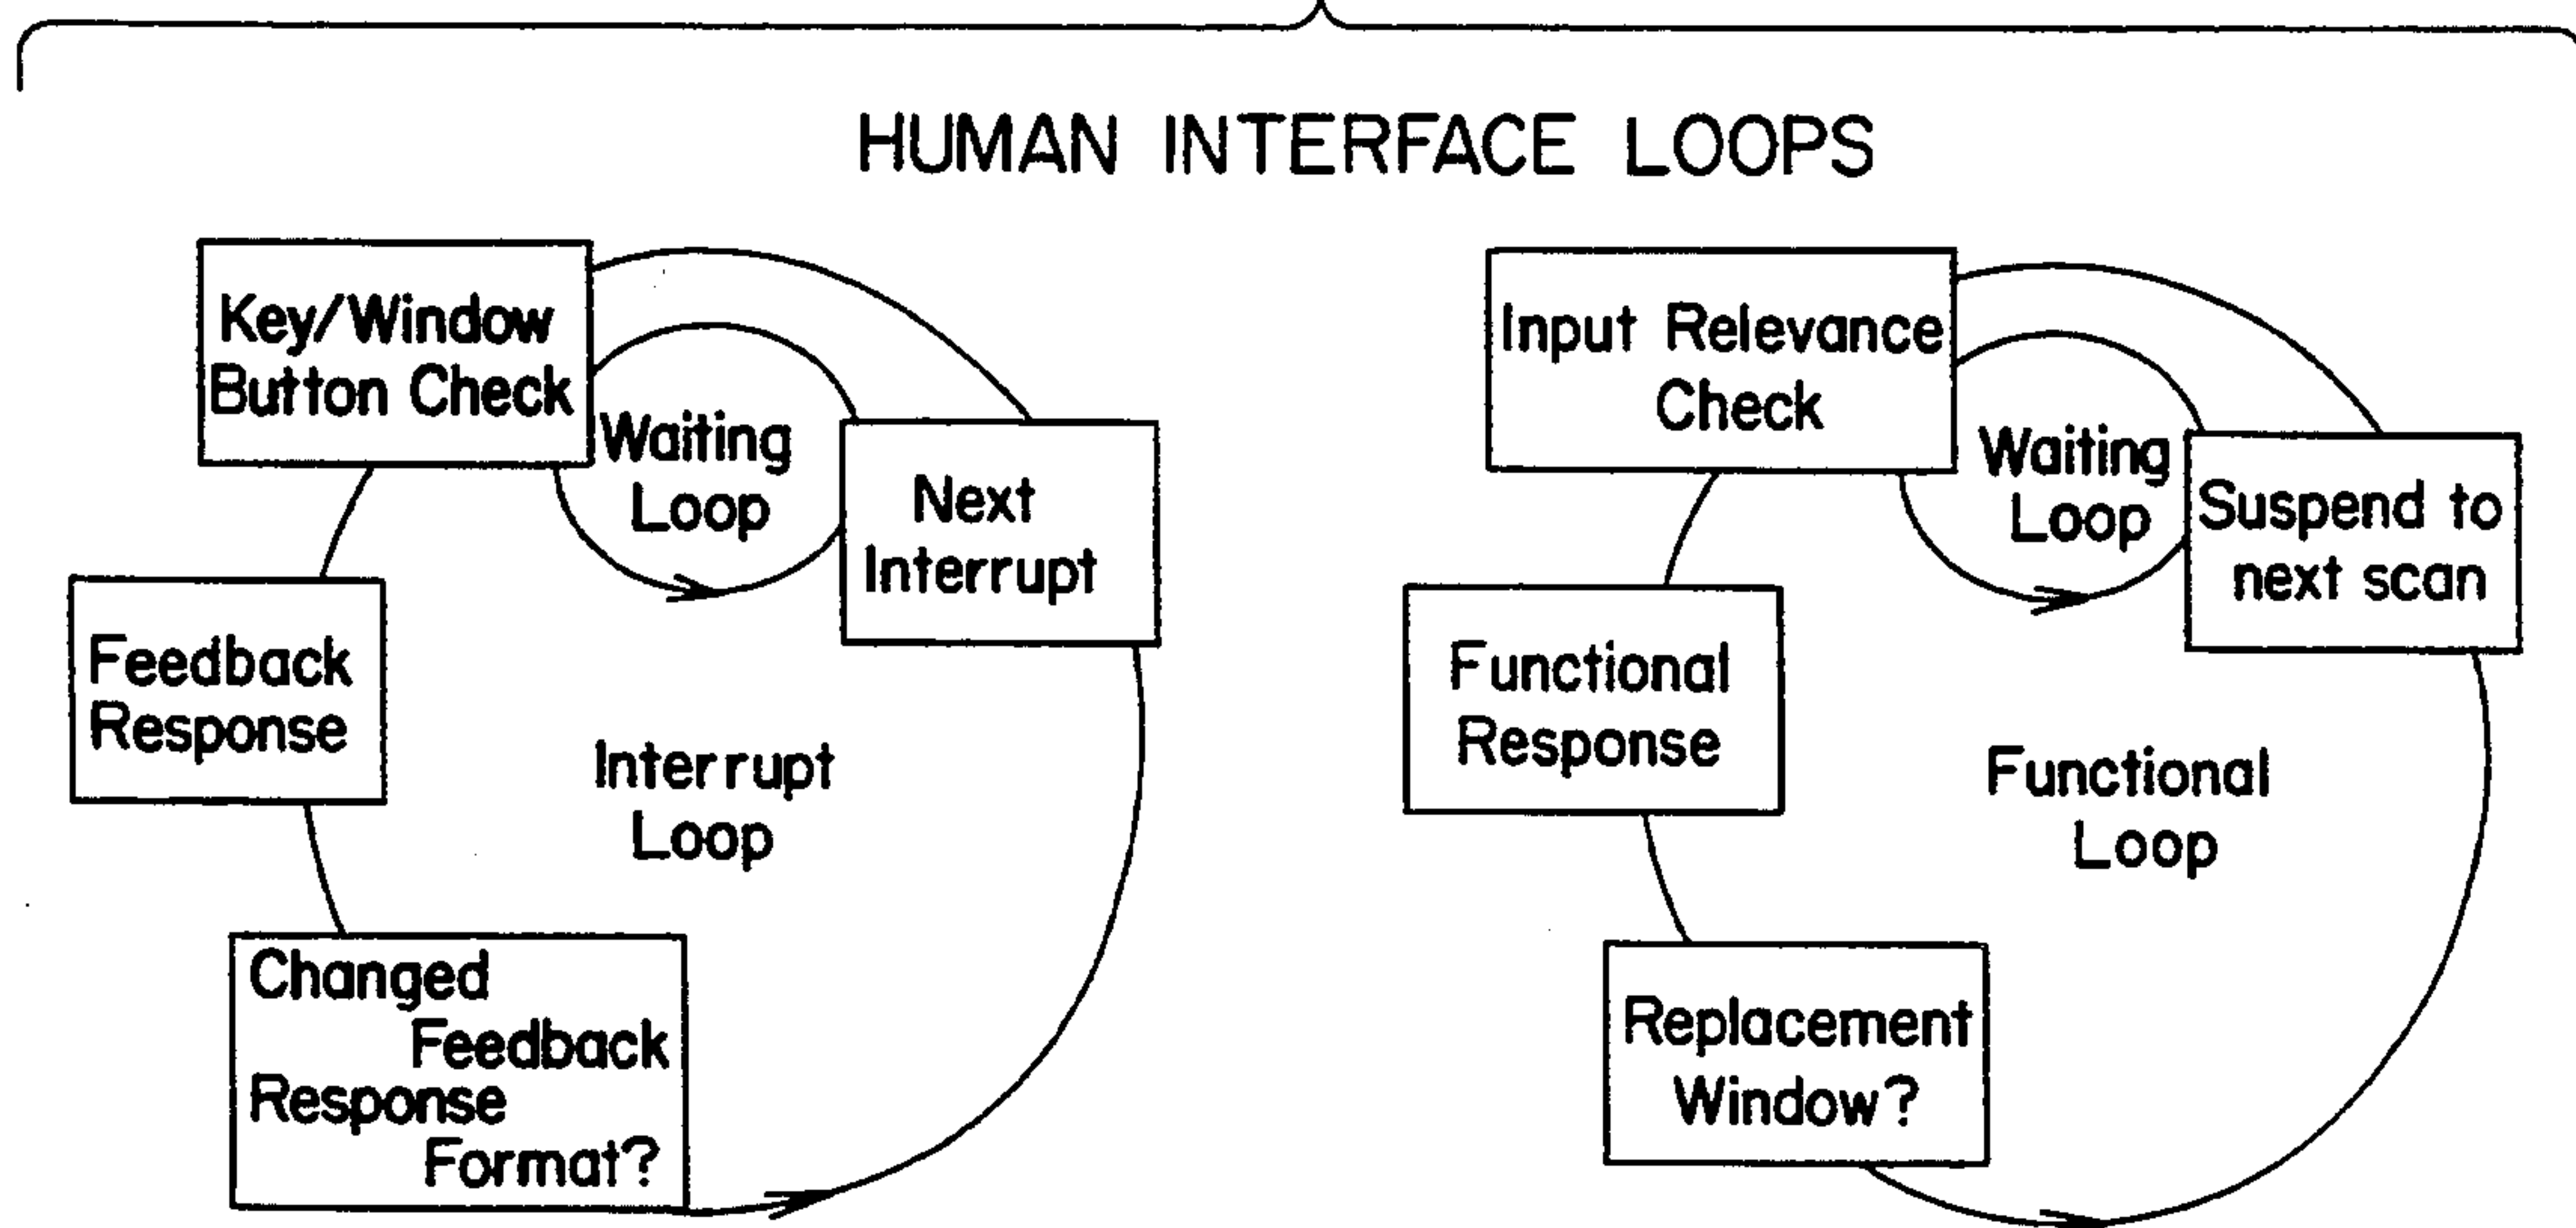 HUMAN INTERFACE LOOPS
Key/Window
Button Check
Waiting
Loop
Next
Interrupt
Feedback
Response
Interrupt
Loop
Changed
Feedback
Response
Format?
Input Relevance
Check
Waiting
Loop
Suspend to
next scan
Functional
Response
Functional
Loop
Replacement
Window?